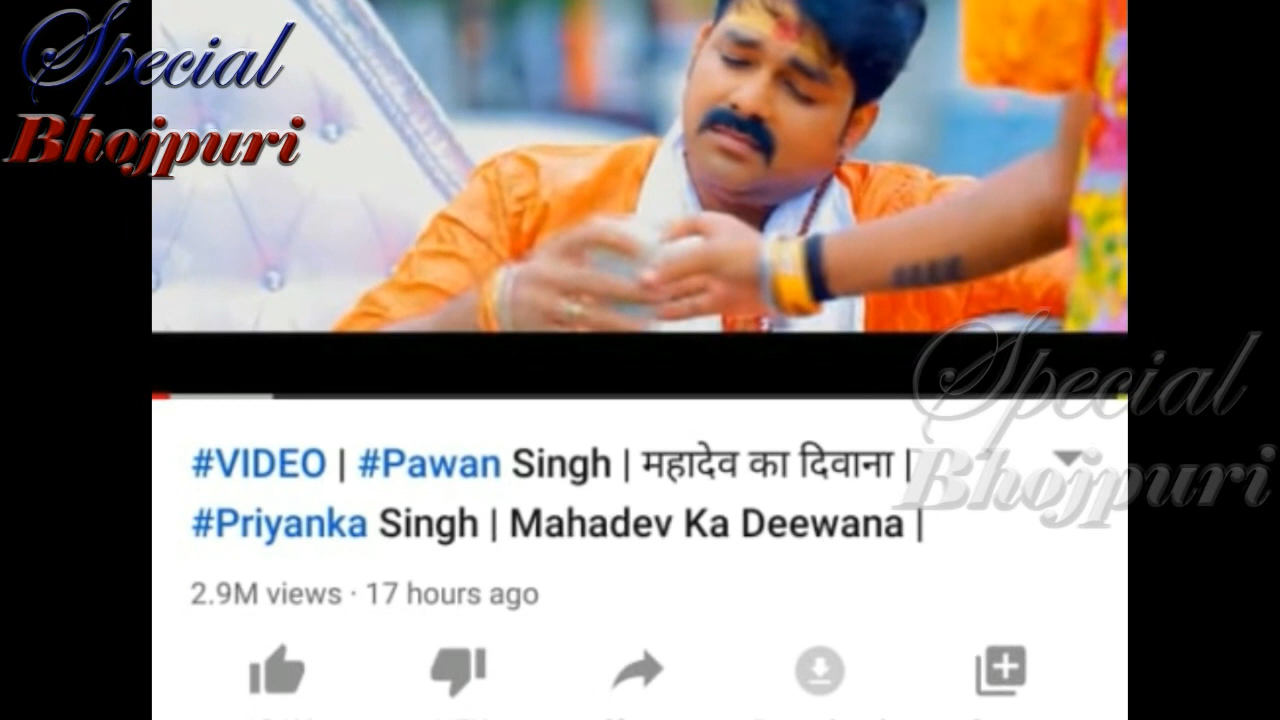 Special
Bhojpuri
Special
Bhojpuri
#VIDEO | #Pawan Singh | महादेव का दिवाना |
#Priyanka Singh | Mahadev Ka Deewana |
2.9M views · 17 hours ago